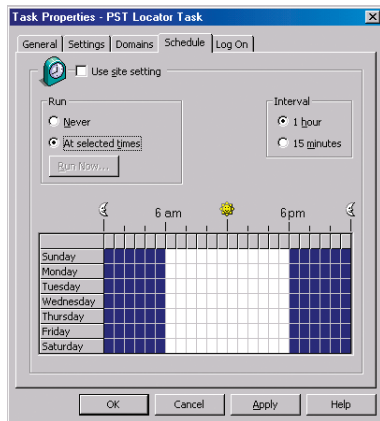 Task Properties - PST Locator Task
General Settings Domains Schedule Log On
Use site setting
Run
Never
At selected times
Run Now...
Interval
1 hour
15 minutes
6 am 6 pm
Sunday
Monday
Tuesday
Wednesday
Thursday
Friday
Saturday
OK Cancel Apply Help